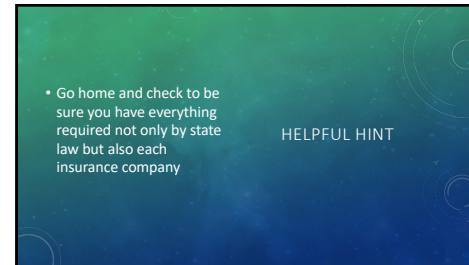 • Go home and check to be
sure you have everything
required not only by state
law but also each
insurance company
HELPFUL HINT